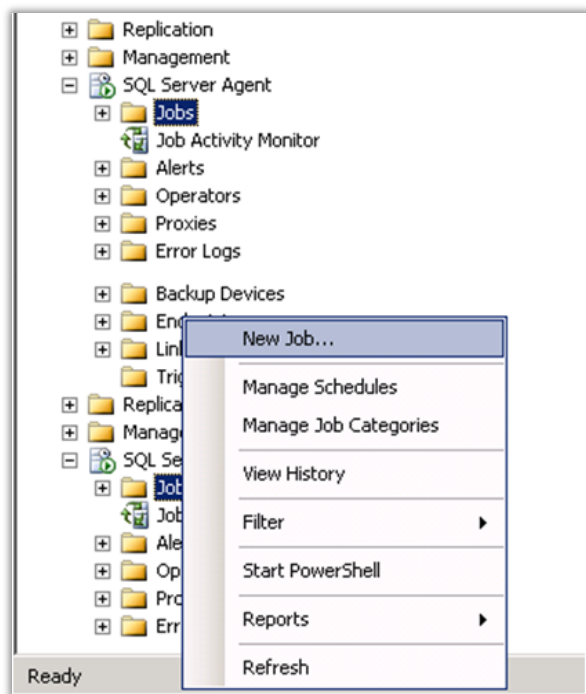 Replication
Management
SQL Server Agent
Jobs
Job Activity Monitor
Alerts
Operators
Proxies
Error Logs
Backup Devices
New Job...
Manage Schedules
Manage Job Categories
View History
Filter
Start PowerShell
Reports
Refresh
Ready